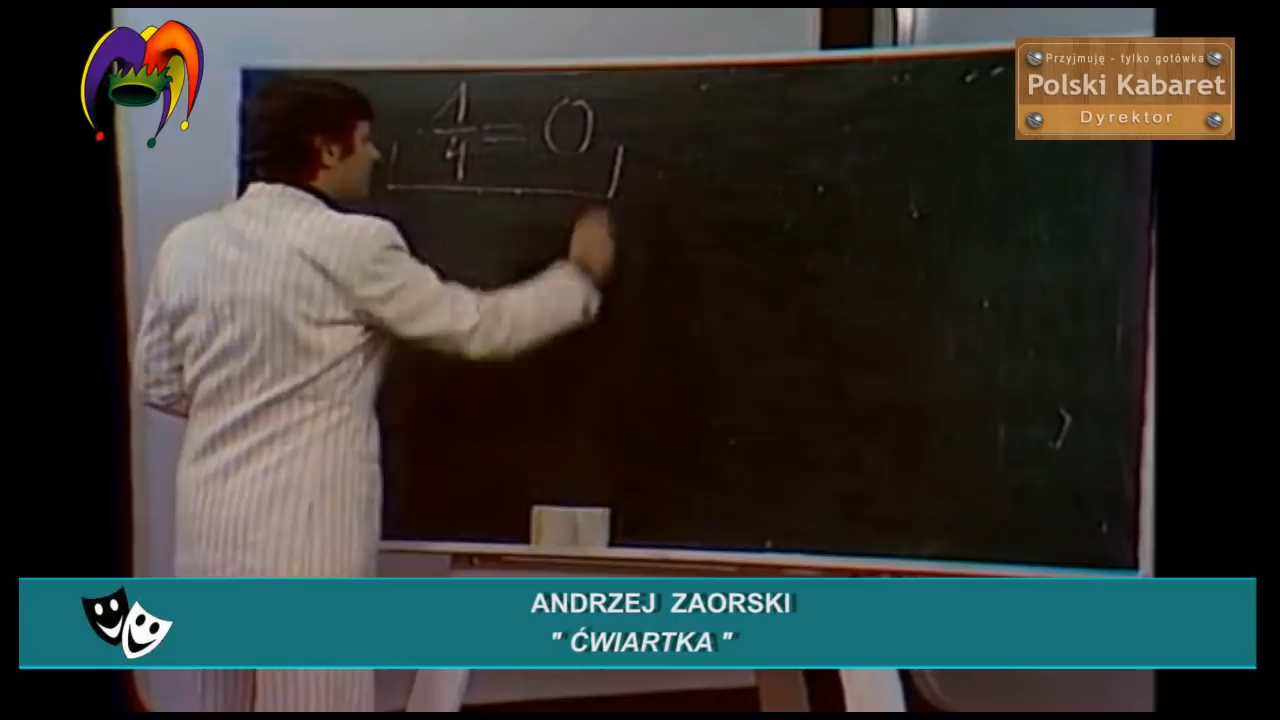 Przyjmuję - tylko gotówka
Polski Kabaret
Dyrektor
1/4 = 0
ANDRZEJ ZAORSKI
" ĆWIARTKA "